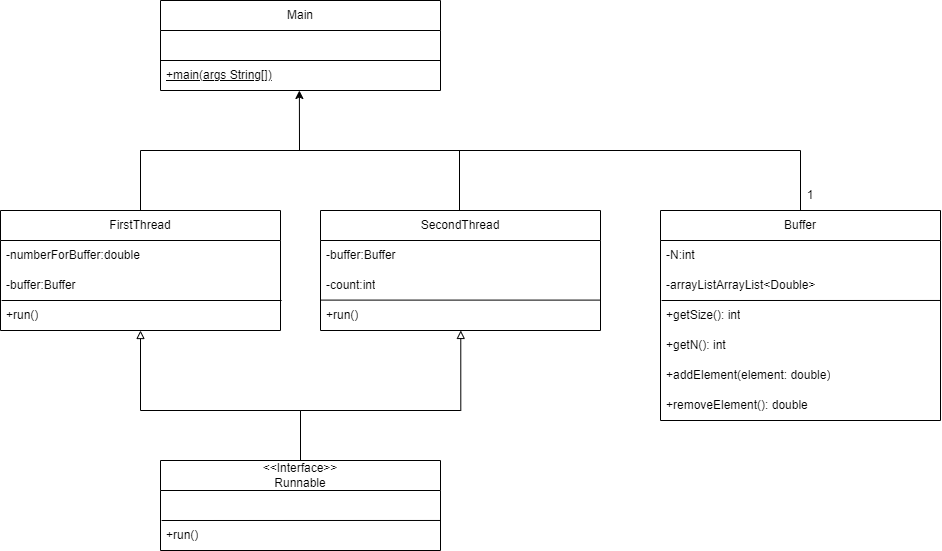 Main
+main(args String[])
1
FirstThread
-numberForBuffer:double
-buffer:Buffer
+run()
SecondThread
-buffer:Buffer
-count:int
+run()
Buffer
-N:int
-arrayListArrayList<Double>
+getSize(): int
+getN(): int
+addElement(element: double)
+removeElement(): double
<<Interface>>
Runnable
+run()